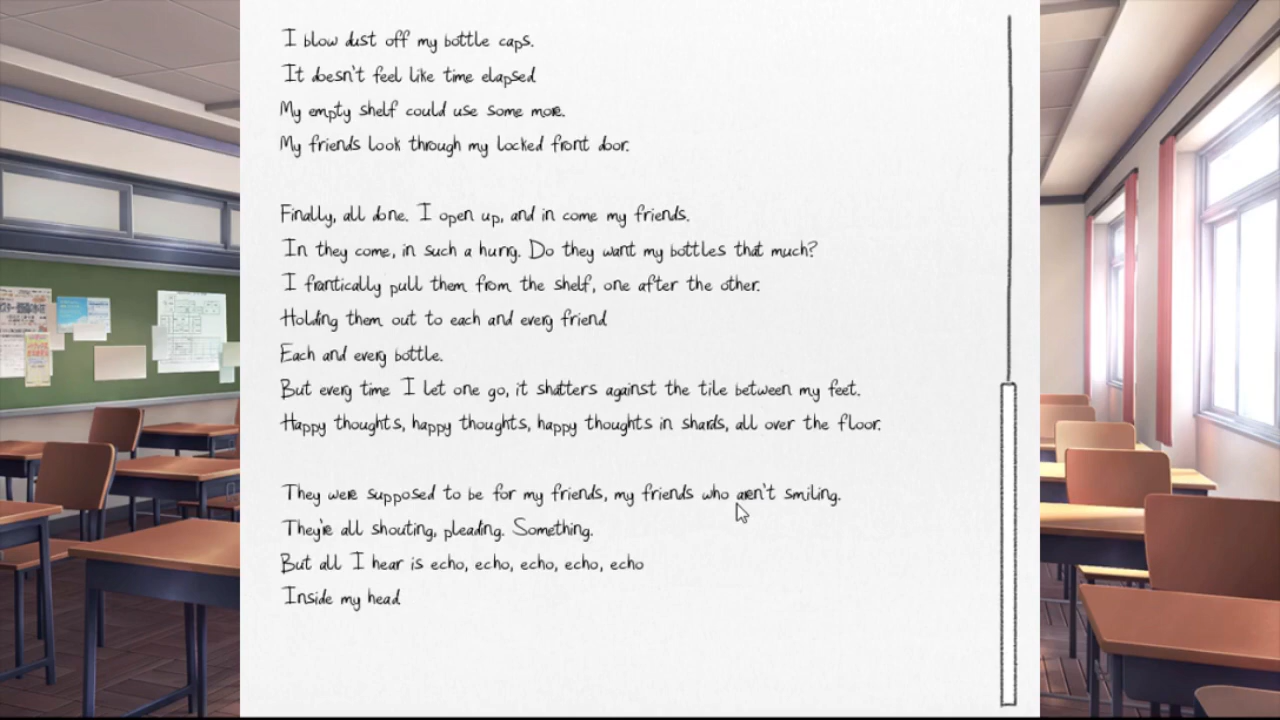 I blow dust off my bottle caps.
It doesn't feel like time elapsed
My empty shelf could use some more.
My friends look through my locked front door.
Finally, all done. I open up, and in come my friends.
In they come, in such a hurry. Do they want my bottles that much?
I frantically pull them from the shelf, one after the other.
Holding them out to each and every friend
Each and every bottle.
But every time I let one go, it shatters against the tile between my feet.
Happy thoughts, happy thoughts, happy thoughts in shards, all over the floor.
They were supposed to be for my friends, my friends who aren't smiling.
They're all shouting, pleading. Something.
But all I hear is echo, echo, echo, echo, echo
Inside my head